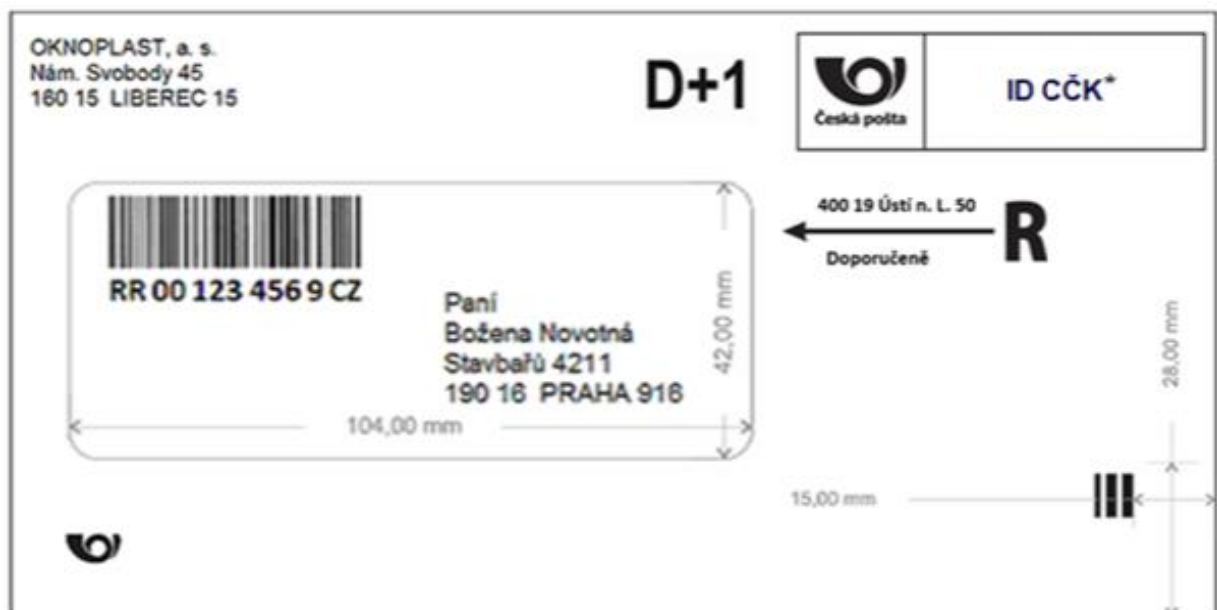 OKNOPLAST, a. s.
Nám. Svobody 45
160 15 LIBEREC 15
D+1
Česká pošta
ID CČK*
RR 00 123 456 9 CZ
Paní
Božena Novotná
Stavbařů 4211
190 16 PRAHA 916
42,00 mm
104,00 mm
400 19 Ústí n. L. 50
R
Doporučeně
28,00 mm
15,00 mm